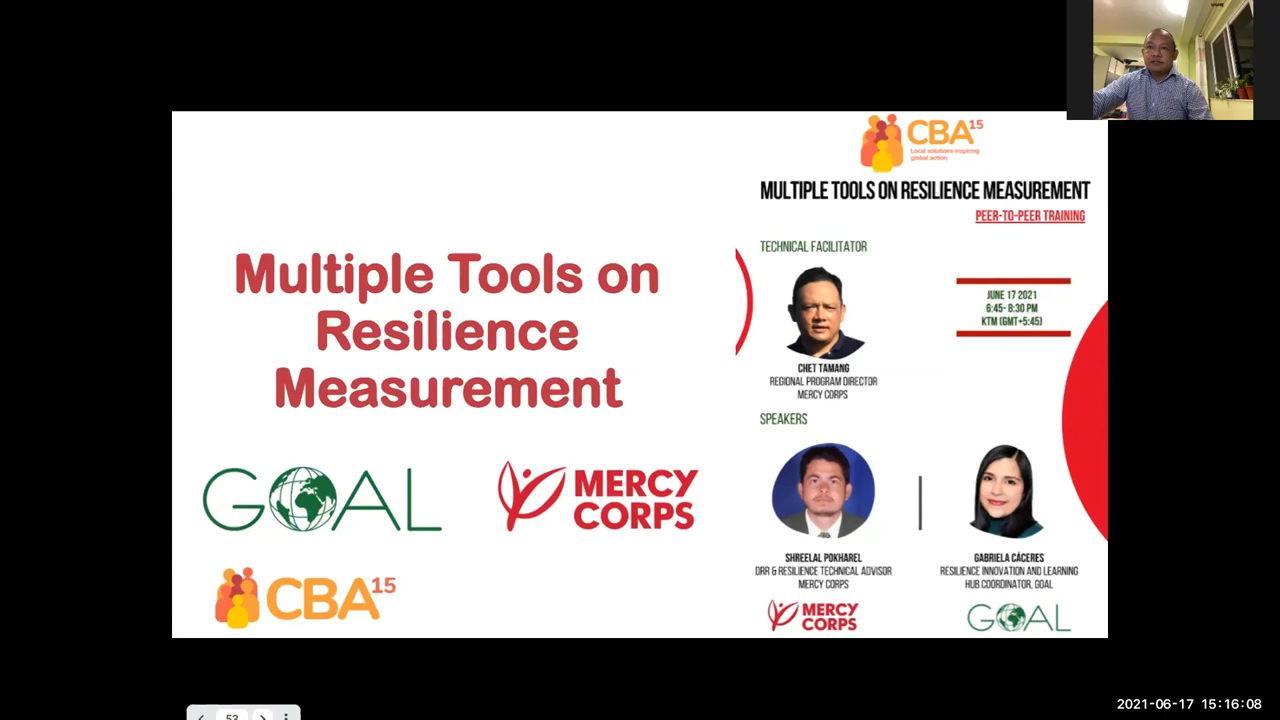 Multiple Tools on
Resilience
Measurement
GOAL
MERCY
CORPS
CBA15
CBA15
Local solutions inspiring
global action
MULTIPLE TOOLS ON RESILIENCE MEASUREMENT
PEER-TO-PEER TRAINING
TECHNICAL FACILITATOR
JUNE 17 2021
6:45- 8:30 PM
KTM (GMT+5:45)
CHET TAMANG
REGIONAL PROGRAM DIRECTOR
MERCY CORPS
SPEAKERS
SHREELAL POKHAREL
DRR & RESILIENCE TECHNICAL ADVISOR
MERCY CORPS
GABRIELA CÁCERES
RESILIENCE INNOVATION AND LEARNING
HUB COORDINATOR, GOAL
MERCY
CORPS
GOAL
53
2021-06-17 15:16:08